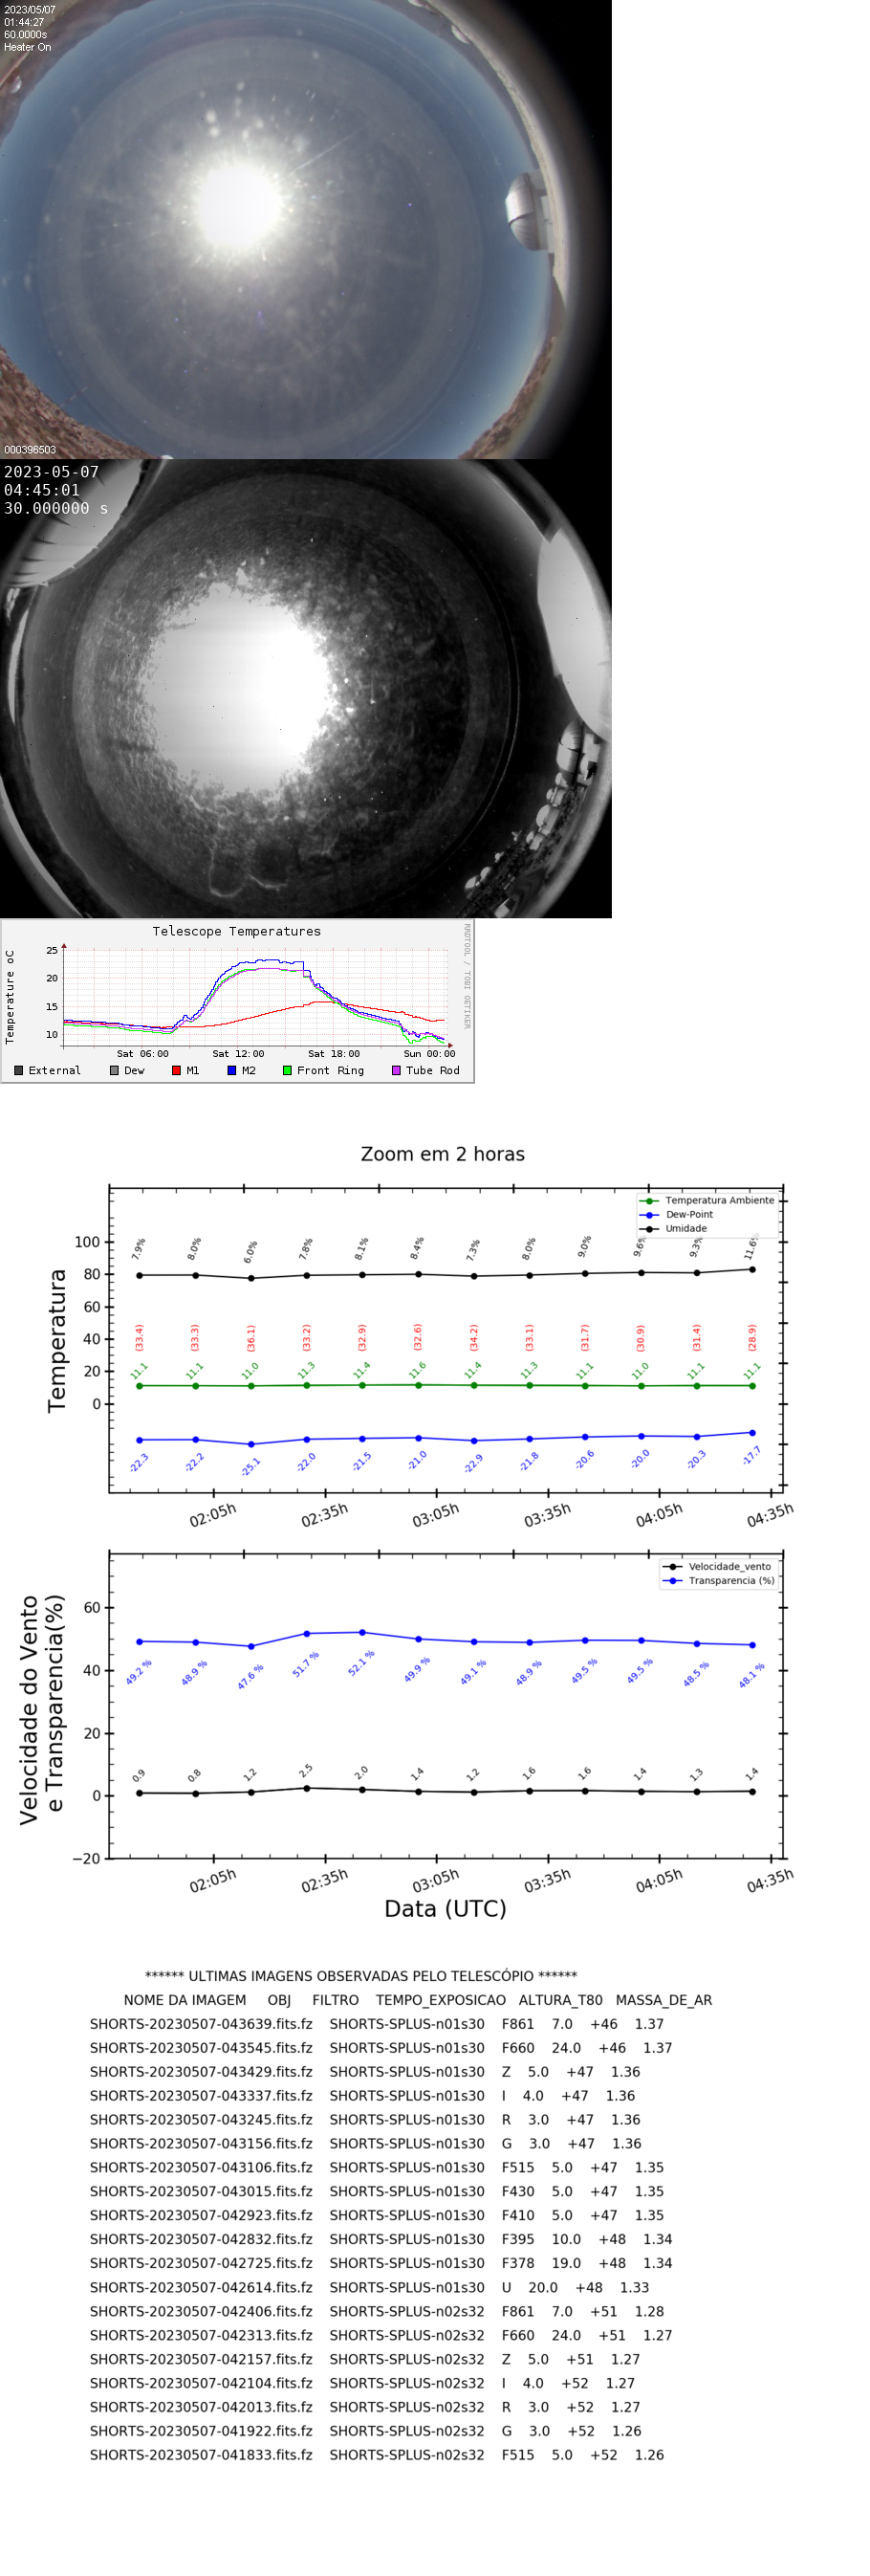 2023/05/07
01:44:27
60.0000s
Heater On
000396503
2023-05-07
04:45:01
30.000000 s
Telescope Temperatures
RRDTOOL / TOBI OETIKER
Temperature oC
25
20
15
10
Sat 06:00 Sat 12:00 Sat 18:00 Sun 00:00
External Dew M1 M2 Front Ring Tube Rod
Zoom em 2 horas
Temperatura Ambiente
Dew-Point
Umidade
Temperatura
100
80
60
40
20
0
7.9% 8.0% 6.0% 7.8% 8.1% 8.4% 7.3% 8.0% 9.0% 9.6% 9.3% 11.6%
(33.4) (33.3) (36.1) (33.2) (32.9) (32.6) (34.2) (33.1) (31.7) (30.9) (31.4) (28.9)
11.1 11.1 11.0 11.3 11.4 11.6 11.4 11.3 11.1 11.0 11.1 11.1
-22.3 -22.2 -25.1 -22.0 -21.5 -21.0 -22.9 -21.8 -20.6 -20.0 -20.3 -17.7
02:05h 02:35h 03:05h 03:35h 04:05h 04:35h
Velocidade_vento
Transparencia (%)
Velocidade do Vento
e Transparencia(%)
60
40
20
0
−20
49.2 % 48.9 % 47.6 % 51.7 % 52.1 % 49.9 % 49.1 % 48.9 % 49.5 % 49.5 % 48.5 % 48.1 %
0.9 0.8 1.2 2.5 2.0 1.4 1.2 1.6 1.6 1.4 1.3 1.4
02:05h 02:35h 03:05h 03:35h 04:05h 04:35h
Data (UTC)
****** ULTIMAS IMAGENS OBSERVADAS PELO TELESCÓPIO ******
NOME DA IMAGEM OBJ FILTRO TEMPO_EXPOSICAO ALTURA_T80 MASSA_DE_AR
SHORTS-20230507-043639.fits.fz SHORTS-SPLUS-n01s30 F861 7.0 +46 1.37
SHORTS-20230507-043545.fits.fz SHORTS-SPLUS-n01s30 F660 24.0 +46 1.37
SHORTS-20230507-043429.fits.fz SHORTS-SPLUS-n01s30 Z 5.0 +47 1.36
SHORTS-20230507-043337.fits.fz SHORTS-SPLUS-n01s30 I 4.0 +47 1.36
SHORTS-20230507-043245.fits.fz SHORTS-SPLUS-n01s30 R 3.0 +47 1.36
SHORTS-20230507-043156.fits.fz SHORTS-SPLUS-n01s30 G 3.0 +47 1.36
SHORTS-20230507-043106.fits.fz SHORTS-SPLUS-n01s30 F515 5.0 +47 1.35
SHORTS-20230507-043015.fits.fz SHORTS-SPLUS-n01s30 F430 5.0 +47 1.35
SHORTS-20230507-042923.fits.fz SHORTS-SPLUS-n01s30 F410 5.0 +47 1.35
SHORTS-20230507-042832.fits.fz SHORTS-SPLUS-n01s30 F395 10.0 +48 1.34
SHORTS-20230507-042725.fits.fz SHORTS-SPLUS-n01s30 F378 19.0 +48 1.34
SHORTS-20230507-042614.fits.fz SHORTS-SPLUS-n01s30 U 20.0 +48 1.33
SHORTS-20230507-042406.fits.fz SHORTS-SPLUS-n02s32 F861 7.0 +51 1.28
SHORTS-20230507-042313.fits.fz SHORTS-SPLUS-n02s32 F660 24.0 +51 1.27
SHORTS-20230507-042157.fits.fz SHORTS-SPLUS-n02s32 Z 5.0 +51 1.27
SHORTS-20230507-042104.fits.fz SHORTS-SPLUS-n02s32 I 4.0 +52 1.27
SHORTS-20230507-042013.fits.fz SHORTS-SPLUS-n02s32 R 3.0 +52 1.27
SHORTS-20230507-041922.fits.fz SHORTS-SPLUS-n02s32 G 3.0 +52 1.26
SHORTS-20230507-041833.fits.fz SHORTS-SPLUS-n02s32 F515 5.0 +52 1.26